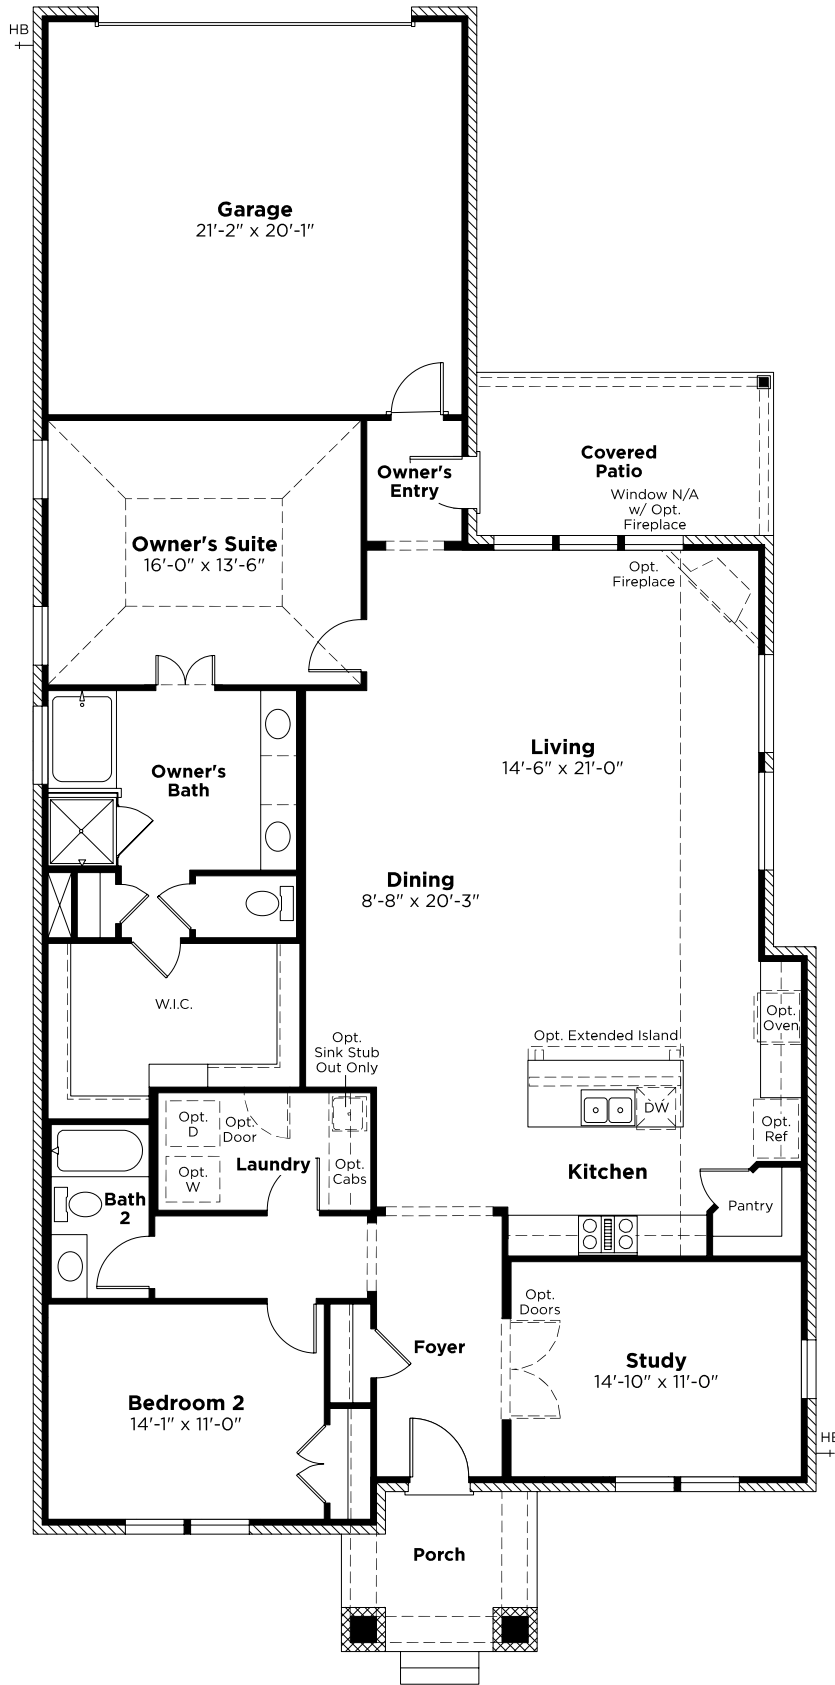 HB
Garage
21'-2" x 20'-1"
Covered
Patio
Window N/A
w/ Opt.
Fireplace
Owner's
Entry
Owner's Suite
16'-0" x 13'-6"
Opt.
Fireplace
Living
14'-6" x 21'-0"
Owner's
Bath
Dining
8'-8" x 20'-3"
W.I.C.
Opt.
Oven
Opt. Extended Island
Opt.
Sink Stub
Out Only
DW
Opt.
Ref
Opt.
D
Opt.
Door
Laundry
Opt.
W
Opt.
Cabs
Kitchen
Bath
2
Pantry
Opt.
Doors
Foyer
Study
14'-10" x 11'-0"
Bedroom 2
14'-1" x 11'-0"
HB
Porch